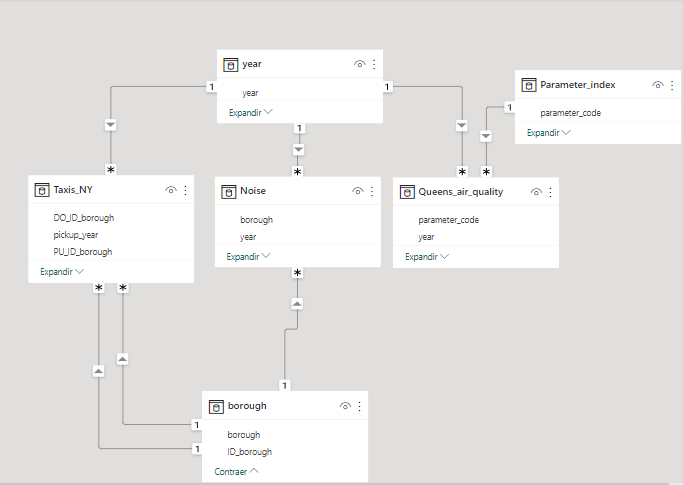 year
year
Expandir
Parameter_index
parameter_code
Expandir
1
1
1
1
*
*
*
*
Taxis_NY
DO_ID_borough
pickup_year
PU_ID_borough
Expandir
Noise
borough
year
Expandir
Queens_air_quality
parameter_code
year
Expandir
*
*
*
1
borough
borough
ID_borough
Contraer
1
1